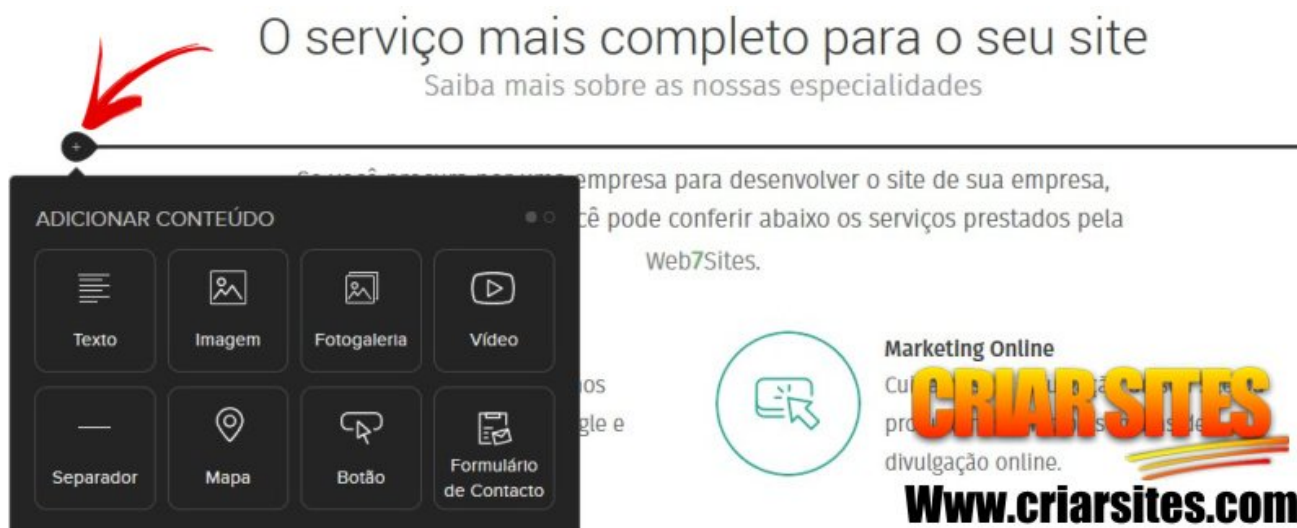 O serviço mais completo para o seu site
Saiba mais sobre as nossas especialidades
empresa para desenvolver o site de sua empresa,
pode conferir abaixo os serviços prestados pela
Web7Sites.
ADICIONAR CONTEÚDO
Texto
Imagem
Fotogaleria
Vídeo
Separador
Mapa
Botão
Formulário
de Contacto
e
Marketing Online
divulgação online.
CRIAR SITES
Www.criarsites.com